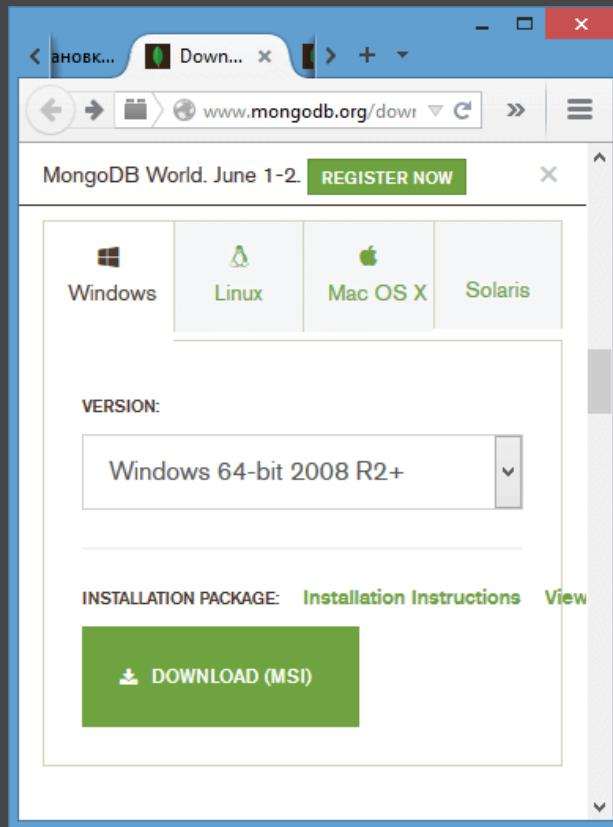 ановк...
Down...
www.mongodb.org/dowr
MongoDB World. June 1-2. REGISTER NOW
Windows
Linux
Mac OS X
Solaris
VERSION:
Windows 64-bit 2008 R2+
INSTALLATION PACKAGE: Installation Instructions View
DOWNLOAD (MSI)